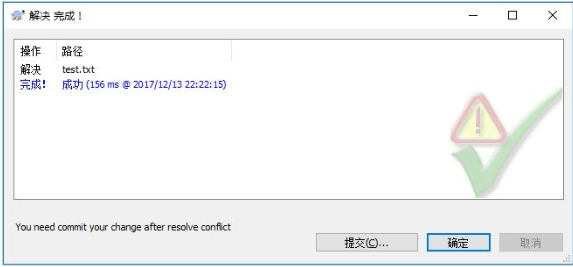 解决 完成！
操作 路径
解决 test.txt
完成! 成功 (156 ms @ 2017/12/13 22:22:15)
You need commit your change after resolve conflict
提交(C)... 确定 取消